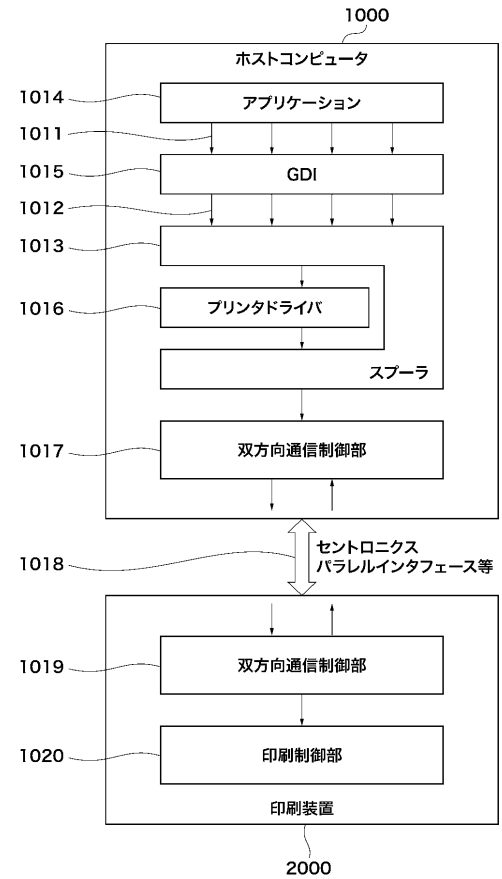 1000
ホストコンピュータ
1014
アプリケーション
1011
1015
GDI
1012
1013
1016
プリンタドライバ
スプーラ
1017
双方向通信制御部
1018
セントロニクス
パラレルインタフェース等
1019
双方向通信制御部
1020
印刷制御部
印刷装置
2000